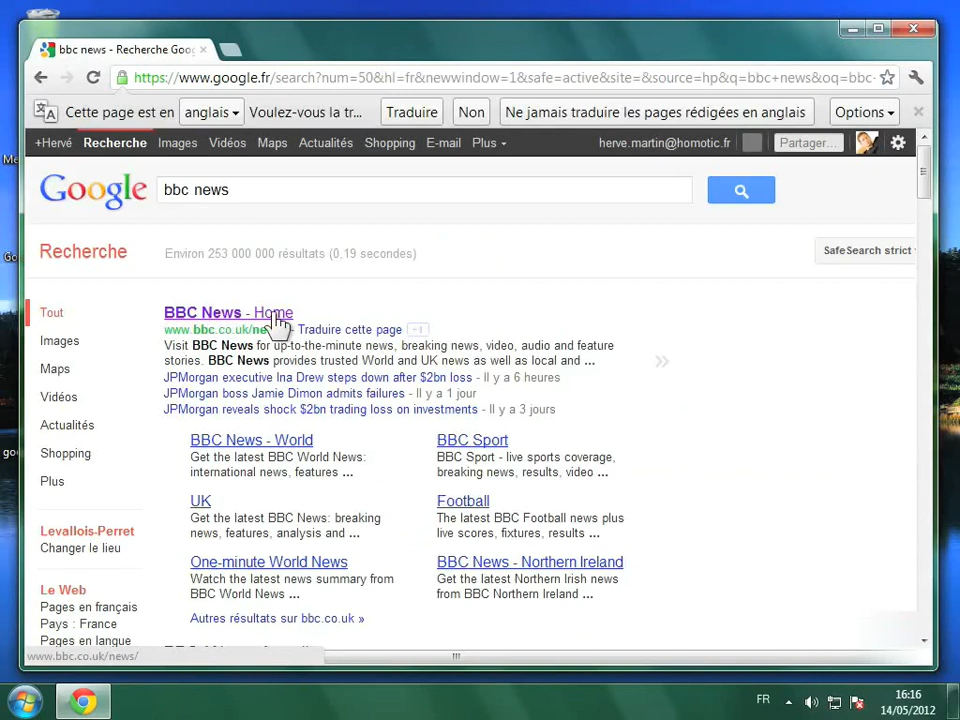 bbc news - Recherche Goo
https://www.google.fr/search?num=50&hl=fr&newwindow=1&safe=active&site=&source=hp&q=bbc+news&oq=bbc-
Cette page est en anglais Voulez-vous la tr... Traduire Non Ne jamais traduire les pages rédigées en anglais Options
+Hervé Recherche Images Vidéos Maps Actualités Shopping E-mail Plus herve.martin@homotic.fr Partager...
Google bbc news
Recherche Environ 253 000 000 résultats (0.19 secondes) SafeSearch strict
Tout
Images
Maps
Vidéos
Actualités
Shopping
Plus
Levallois-Perret
Changer le lieu
Le Web
Pages en français
Pays : France
Pages en langue
BBC News - Home
www.bbc.co.uk/ne - Traduire cette page +1
Visit BBC News for up-to-the-minute news, breaking news, video, audio and feature
stories. BBC News provides trusted World and UK news as well as local and ...
JPMorgan executive Ina Drew steps down after $2bn loss - Il y a 6 heures
JPMorgan boss Jamie Dimon admits failures - Il y a 1 jour
JPMorgan reveals shock $2bn trading loss on investments - Il y a 3 jours
BBC News - World
Get the latest BBC World News:
international news, features ...
UK
Get the latest BBC News: breaking
news, features, analysis and ...
One-minute World News
Watch the latest news summary from
BBC World News ...
Autres résultats sur bbc.co.uk »
BBC Sport
BBC Sport - live sports coverage,
breaking news, results, video ...
Football
The latest BBC Football news plus
live scores, fixtures, results ...
BBC News - Northern Ireland
Get the latest Northern Irish news
from BBC Northern Ireland ...
www.bbc.co.uk/news/
FR
16:16
14/05/2012